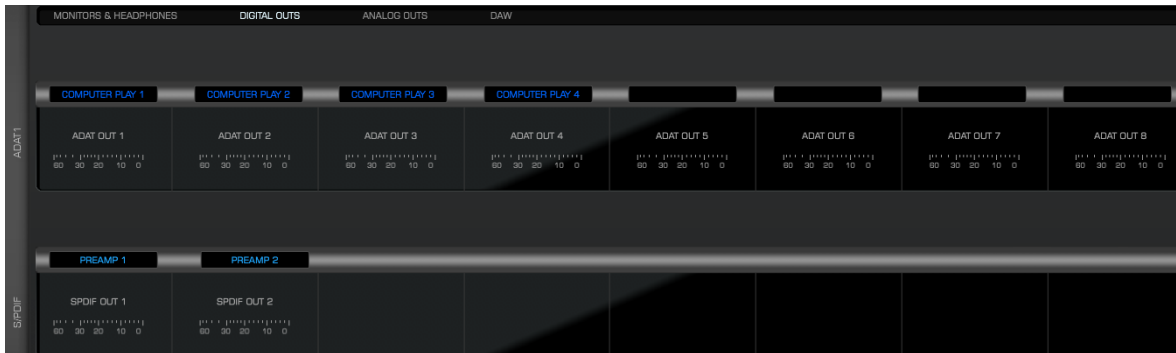 MONITORS & HEADPHONES DIGITAL OUTS ANALOG OUTS DAW
COMPUTER PLAY 1 COMPUTER PLAY 2 COMPUTER PLAY 3 COMPUTER PLAY 4
ADAT1
ADAT OUT 1 ADAT OUT 2 ADAT OUT 3 ADAT OUT 4 ADAT OUT 5 ADAT OUT 6 ADAT OUT 7 ADAT OUT 8
60 30 20 10 0 60 30 20 10 0 60 30 20 10 0 60 30 20 10 0 60 30 20 10 0 60 30 20 10 0 60 30 20 10 0 60 30 20 10 0
PREAMP 1 PREAMP 2
S/PDIF
SPDIF OUT 1 SPDIF OUT 2
60 30 20 10 0 60 30 20 10 0